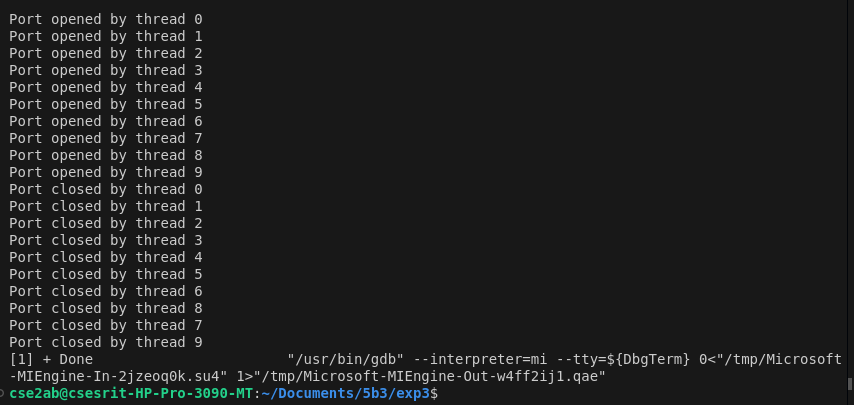 Port opened by thread 0
Port opened by thread 1
Port opened by thread 2
Port opened by thread 3
Port opened by thread 4
Port opened by thread 5
Port opened by thread 6
Port opened by thread 7
Port opened by thread 8
Port opened by thread 9
Port closed by thread 0
Port closed by thread 1
Port closed by thread 2
Port closed by thread 3
Port closed by thread 4
Port closed by thread 5
Port closed by thread 6
Port closed by thread 8
Port closed by thread 7
Port closed by thread 9
[1] + Done                       "/usr/bin/gdb" --interpreter=mi --tty=${DbgTerm} 0<"/tmp/Microsoft
-MIEngine-In-2jzeoq0k.su4" 1>"/tmp/Microsoft-MIEngine-Out-w4ff2ij1.qae"
cse2ab@csesrit-HP-Pro-3090-MT:~/Documents/5b3/exp3$